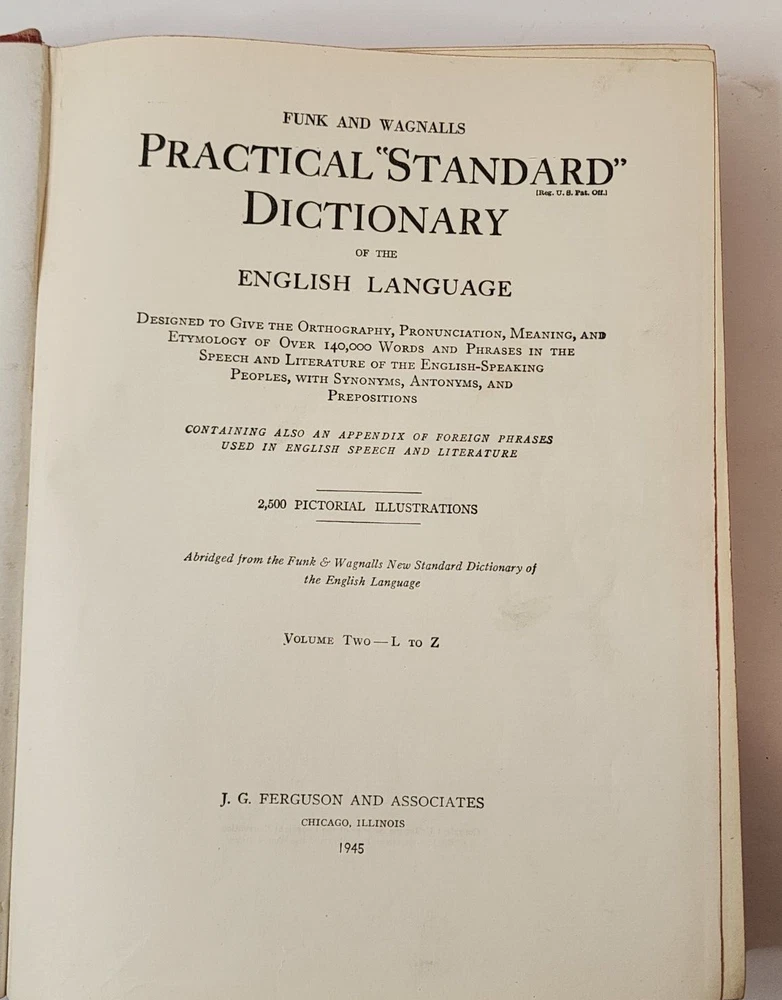 FUNK AND WAGNALLS
PRACTICAL "STANDARD"
[Reg. U. S. Pat. Off.]
DICTIONARY
OF THE
ENGLISH LANGUAGE
DESIGNED TO GIVE THE ORTHOGRAPHY, PRONUNCIATION, MEANING, AND
ETYMOLOGY OF OVER 140,000 WORDS AND PHRASES IN THE
SPEECH AND LITERATURE OF THE ENGLISH-SPEAKING
PEOPLES, WITH SYNONYMS, ANTONYMS, AND
PREPOSITIONS
CONTAINING ALSO AN APPENDIX OF FOREIGN PHRASES
USED IN ENGLISH SPEECH AND LITERATURE
2,500 PICTORIAL ILLUSTRATIONS
Abridged from the Funk & Wagnalls New Standard Dictionary of
the English Language
VOLUME TWO—L TO Z
J. G. FERGUSON AND ASSOCIATES
CHICAGO, ILLINOIS
1945